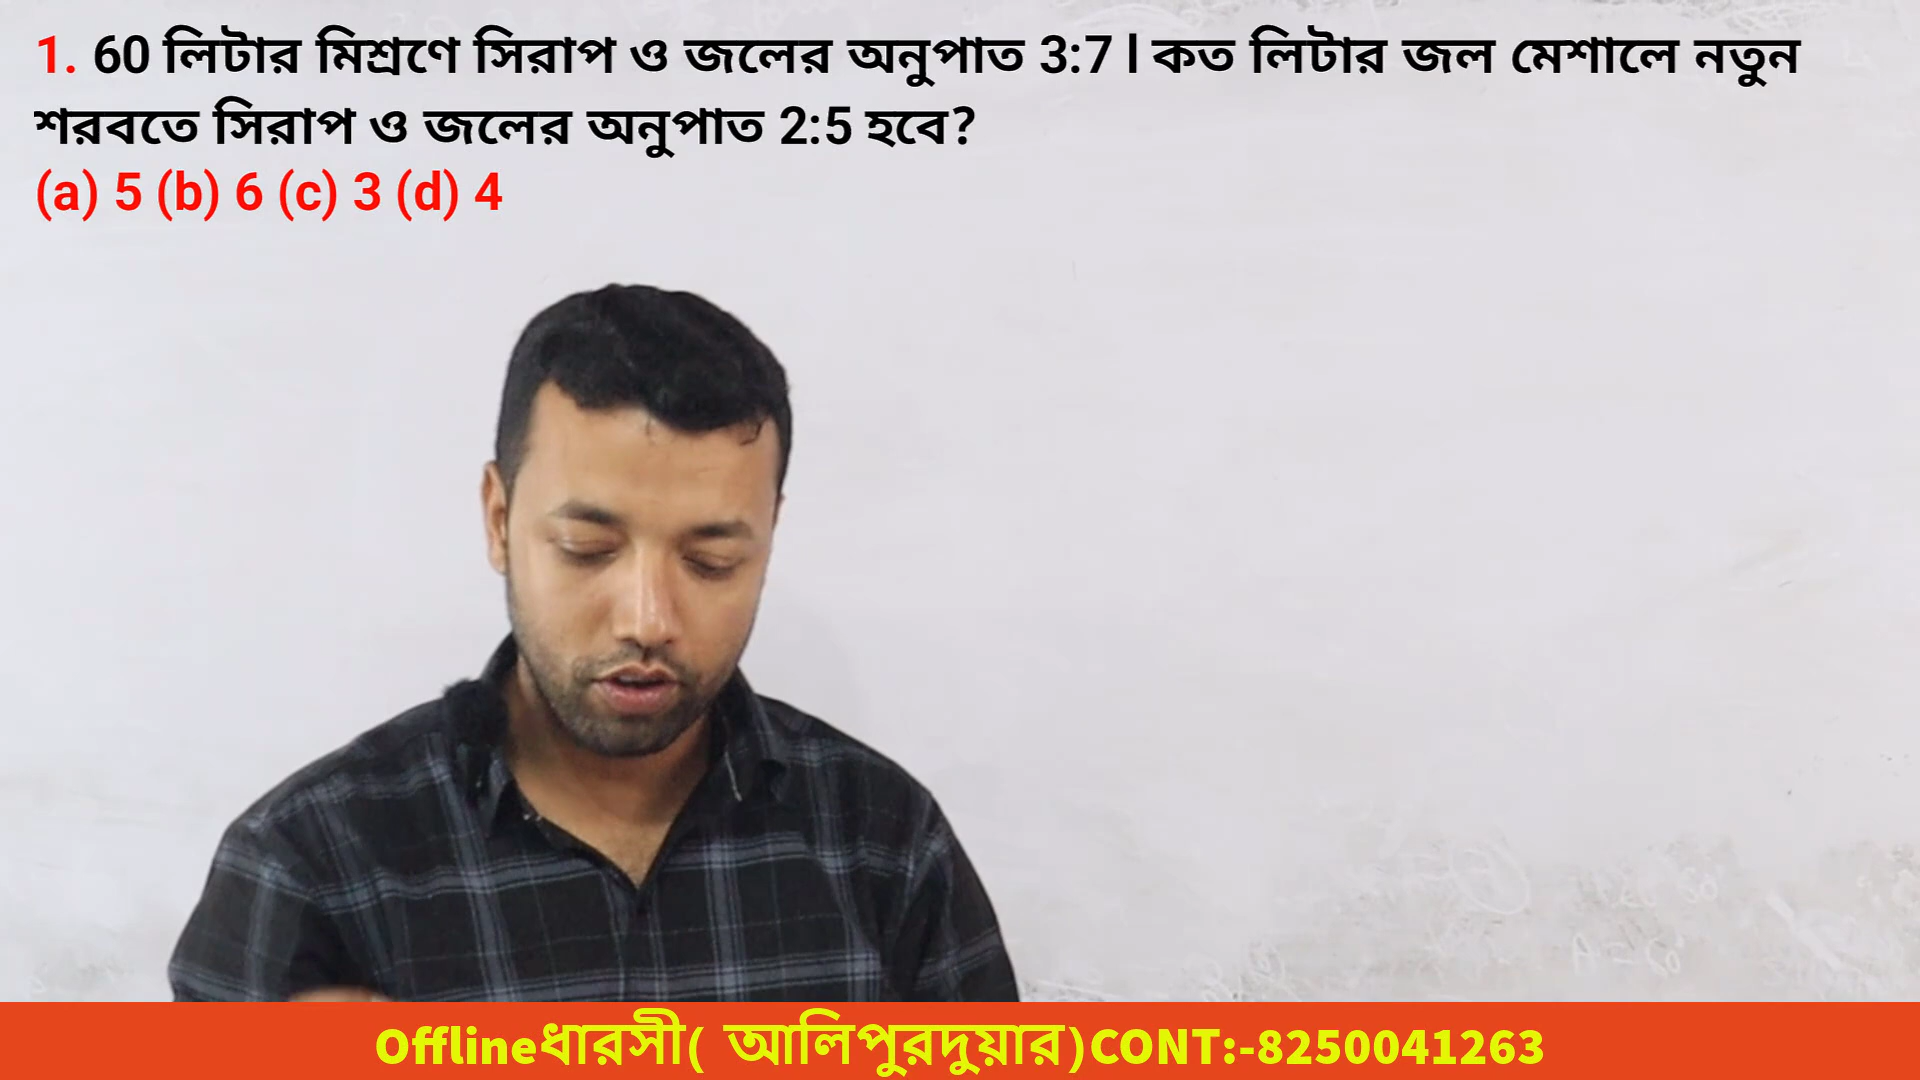 1. 60 লিটার মিশ্রণে সিরাপ ও জলের অনুপাত 3:7 l কত লিটার জল মেশালে নতুন
শরবতে সিরাপ ও জলের অনুপাত 2:5 হবে?
(a) 5 (b) 6 (c) 3 (d) 4
Offlineধারসী( আলিপুরদুয়ার)CONT:-8250041263